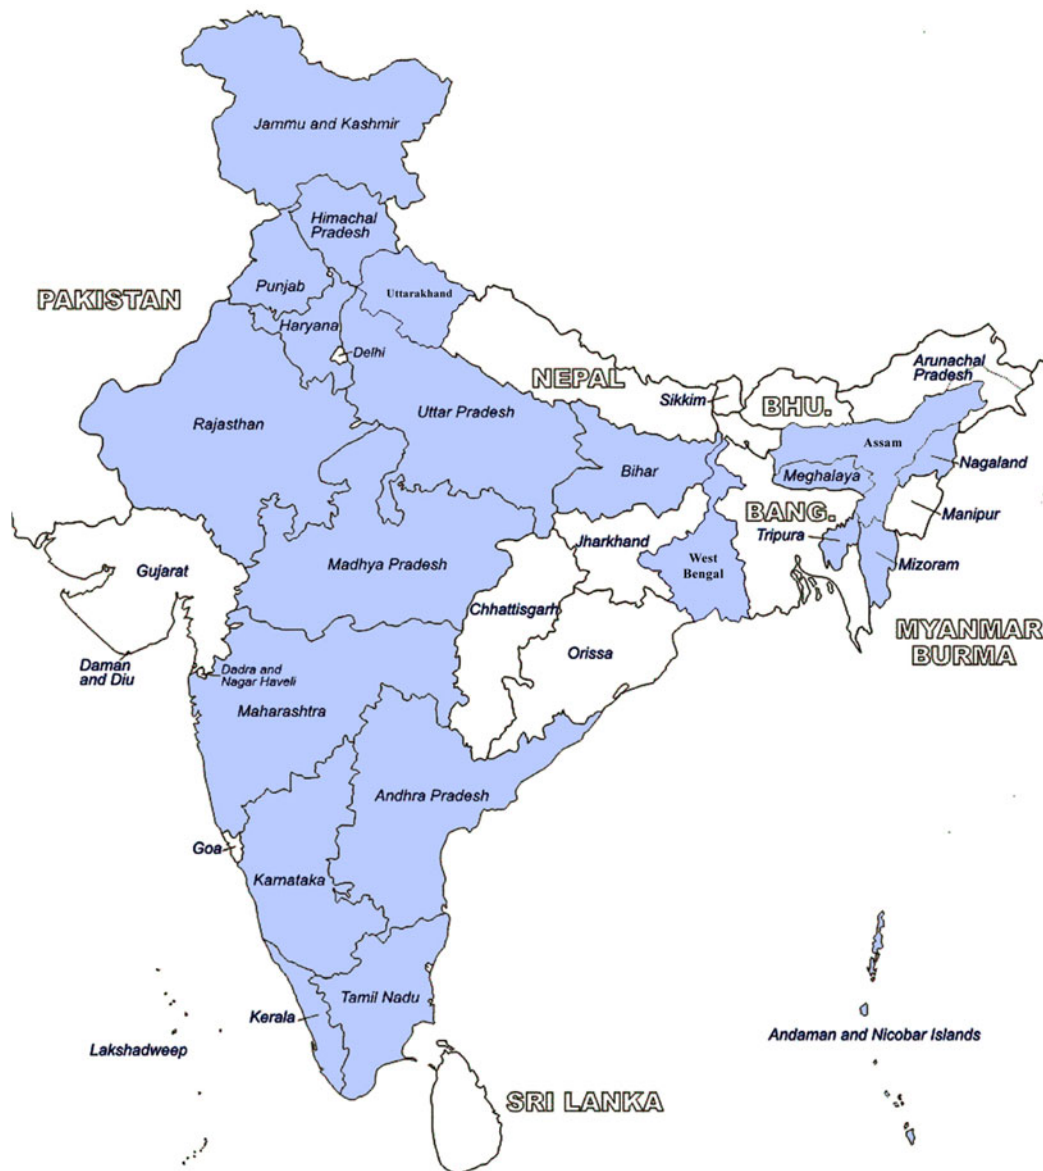 Jammu and Kashmir
Himachal
Pradesh
Punjab
Uttarakhand
PAKISTAN
Haryana
Delhi
NEPAL
Arunachal
Pradesh
Sikkim
BHU.
Rajasthan
Uttar Pradesh
Assam
Nagaland
Bihar
Meghalaya
BANG.
Manipur
Tripura
Jharkhand
West
Bengal
Mizoram
Gujarat
Madhya Pradesh
Chhattisgarh
MYANMAR
BURMA
Orissa
Daman
and Diu
Dadra and
Nagar Haveli
Maharashtra
Andhra Pradesh
Goa
Karnataka
Tamil Nadu
Kerala
Lakshadweep
Andaman and Nicobar Islands
SRI LANKA